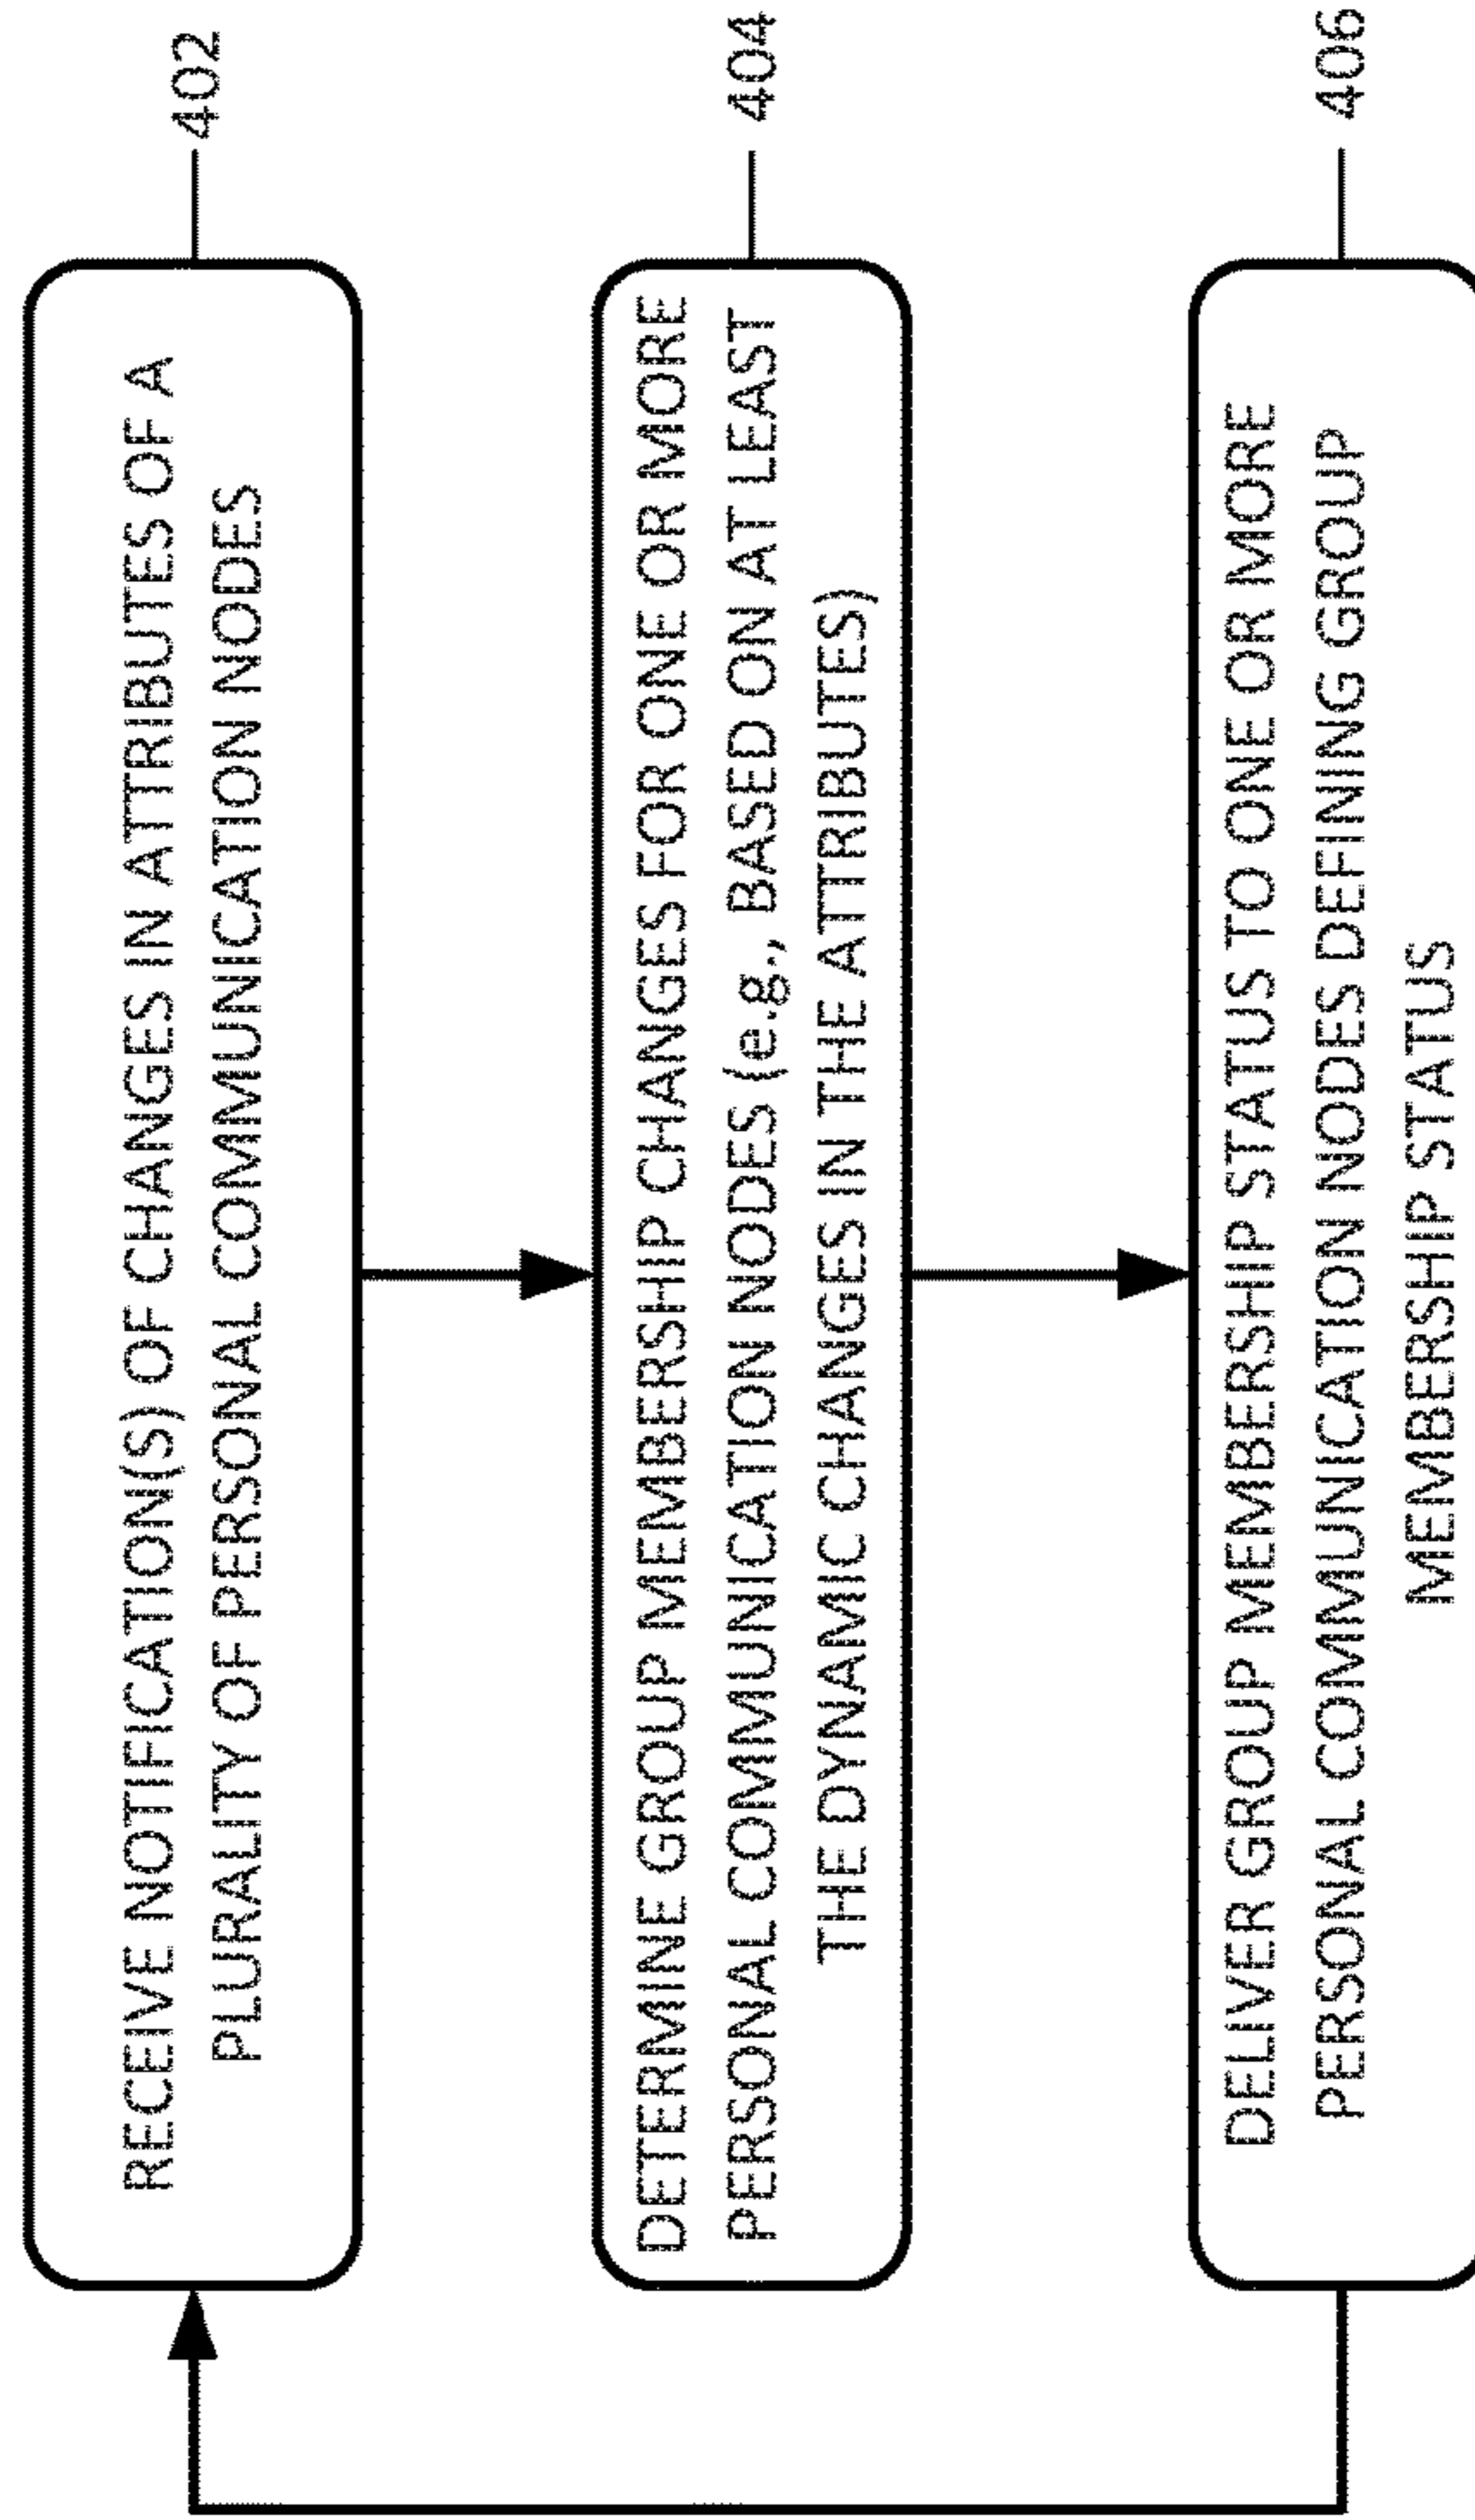 RECEIVE NOTIFICATION(S) OF CHANGES IN ATTRIBUTES OF A
PLURALITY OF PERSONAL COMMUNICATION NODES
402
DETERMINE GROUP MEMBERSHIP CHANGES FOR ONE OR MORE
PERSONAL COMMUNICATION NODES (e.g., BASED ON AT LEAST
THE DYNAMIC CHANGES IN THE ATTRIBUTES)
404
DELIVER GROUP MEMBERSHIP STATUS TO ONE OR MORE
PERSONAL COMMUNICATION NODES DEFINING GROUP
MEMBERSHIP STATUS
406